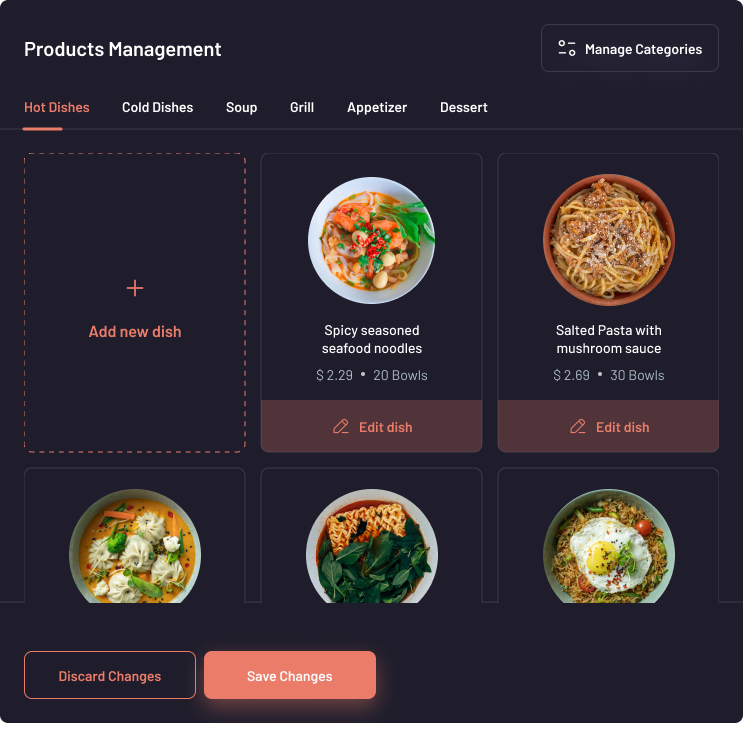 Products Management
Manage Categories
Hot Dishes Cold Dishes Soup Grill Appetizer Dessert
Add new dish
Spicy seasoned
seafood noodles
$ 2.29 • 20 Bowls
Edit dish
Salted Pasta with
mushroom sauce
$ 2.69 • 30 Bowls
Edit dish
Discard Changes
Save Changes